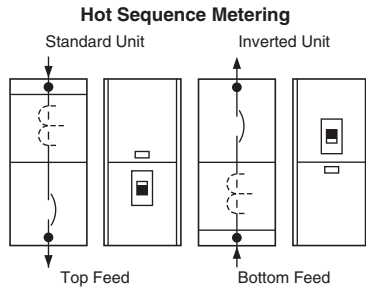 Hot Sequence Metering
Standard Unit
Inverted Unit
Top Feed
Bottom Feed